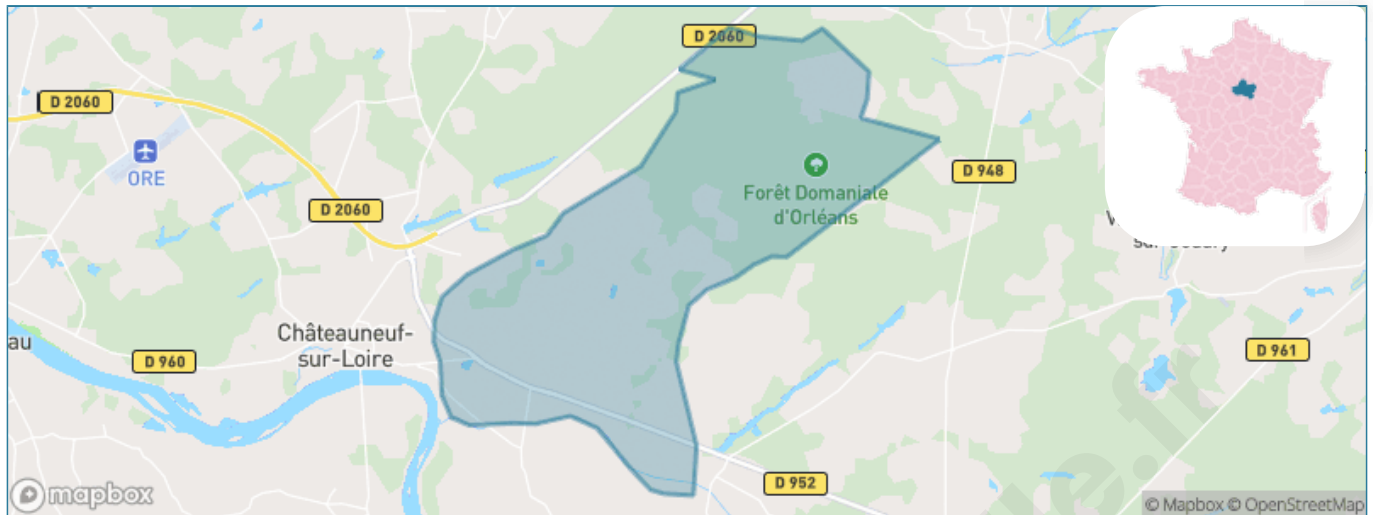 D 2060
D 2060
ORE
D 2060
D 948
Forêt Domaniale
d'Orléans
Châteauneuf-
sur-Loire
au
D 960
D 961
D 952
mapbox
© Mapbox © OpenStreetMap